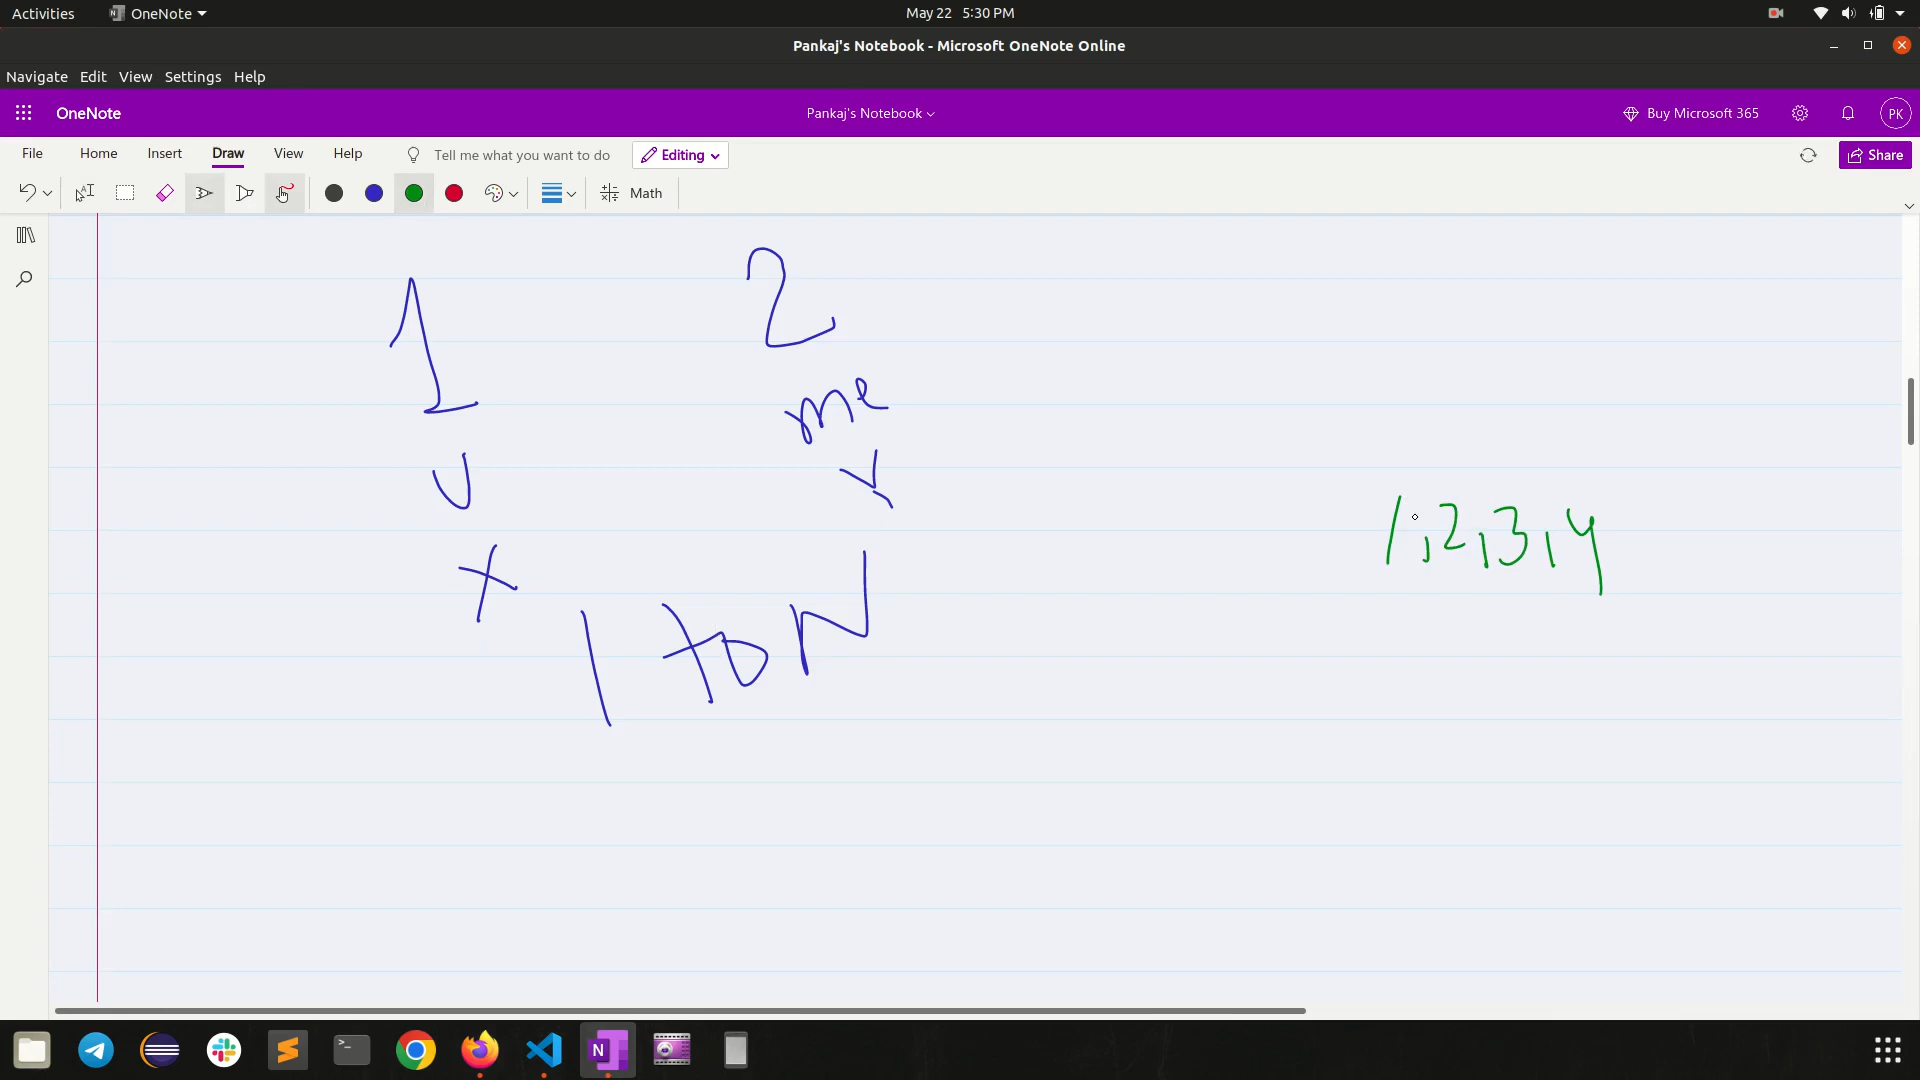 Activities OneNote May 22 5:30 PM
Pankaj's Notebook - Microsoft OneNote Online
Navigate Edit View Settings Help
OneNote Pankaj's Notebook Buy Microsoft 365 PK
File Home Insert Draw View Help Tell me what you want to do Editing Share
Math
1 2
me
x
1 to N
1,2,3,4